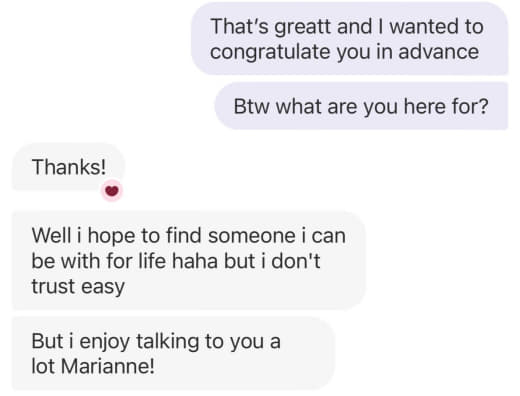 That's greatt and I wanted to
congratulate you in advance
Btw what are you here for?
Thanks!
Well i hope to find someone i can
be with for life haha but i don't
trust easy
But i enjoy talking to you a
lot Marianne!